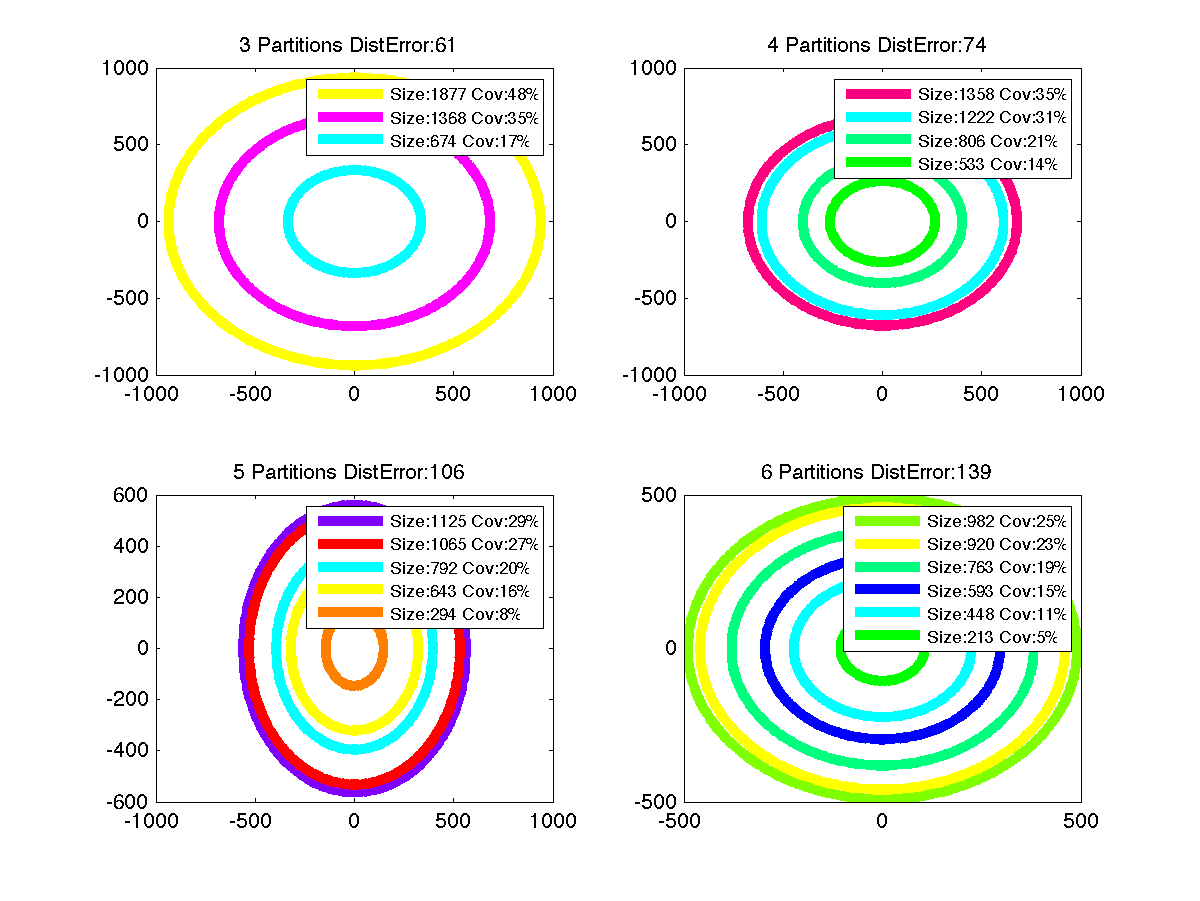 3 Partitions DistError:61
1000
500
0
-500
-1000
-1000 -500 0 500 1000
Size:1877 Cov:48%
Size:1368 Cov:35%
Size:674 Cov:17%
4 Partitions DistError:74
1000
500
0
-500
-1000
-1000 -500 0 500 1000
Size:1358 Cov:35%
Size:1222 Cov:31%
Size:806 Cov:21%
Size:533 Cov:14%
5 Partitions DistError:106
600
400
200
0
-200
-400
-600
-1000 -500 0 500 1000
Size:1125 Cov:29%
Size:1065 Cov:27%
Size:792 Cov:20%
Size:643 Cov:16%
Size:294 Cov:8%
6 Partitions DistError:139
500
0
-500
-500 0 500
Size:982 Cov:25%
Size:920 Cov:23%
Size:763 Cov:19%
Size:593 Cov:15%
Size:448 Cov:11%
Size:213 Cov:5%